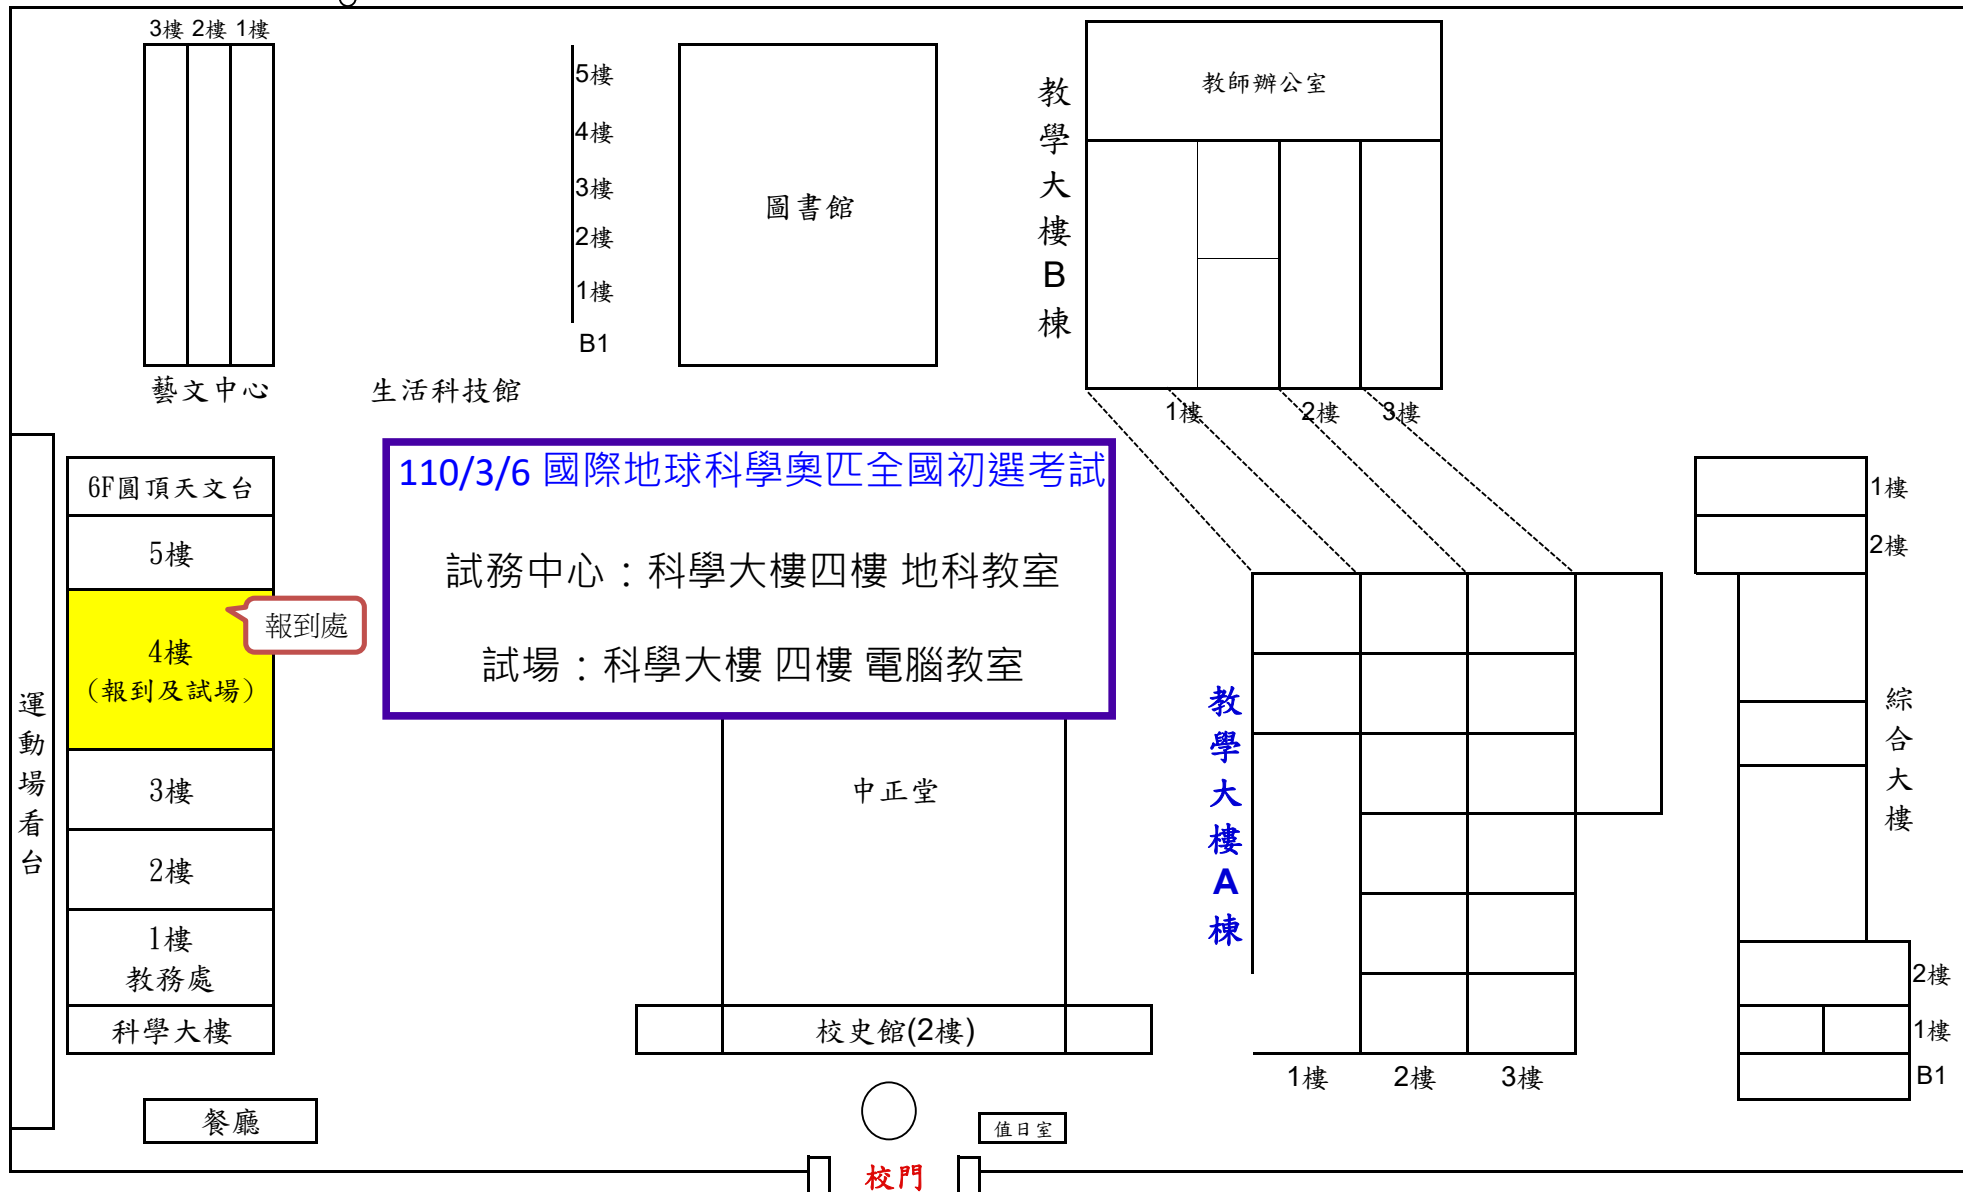 3樓 2樓 1樓
藝文中心
5樓
4樓
3樓
2樓
1樓
B1
生活科技館
圖書館
教學大樓B棟
教師辦公室
1樓 2樓 3樓
110/3/6 國際地球科學奧匹全國初選考試
試務中心：科學大樓四樓 地科教室
試場：科學大樓 四樓 電腦教室
運動場看台
6F圓頂天文台
5樓
報到處
4樓
(報到及試場)
3樓
2樓
1樓
教務處
科學大樓
餐廳
中正堂
校史館(2樓)
值日室
校門
教學大樓A棟
1樓 2樓 3樓
1樓
2樓
綜合大樓
2樓
1樓
B1